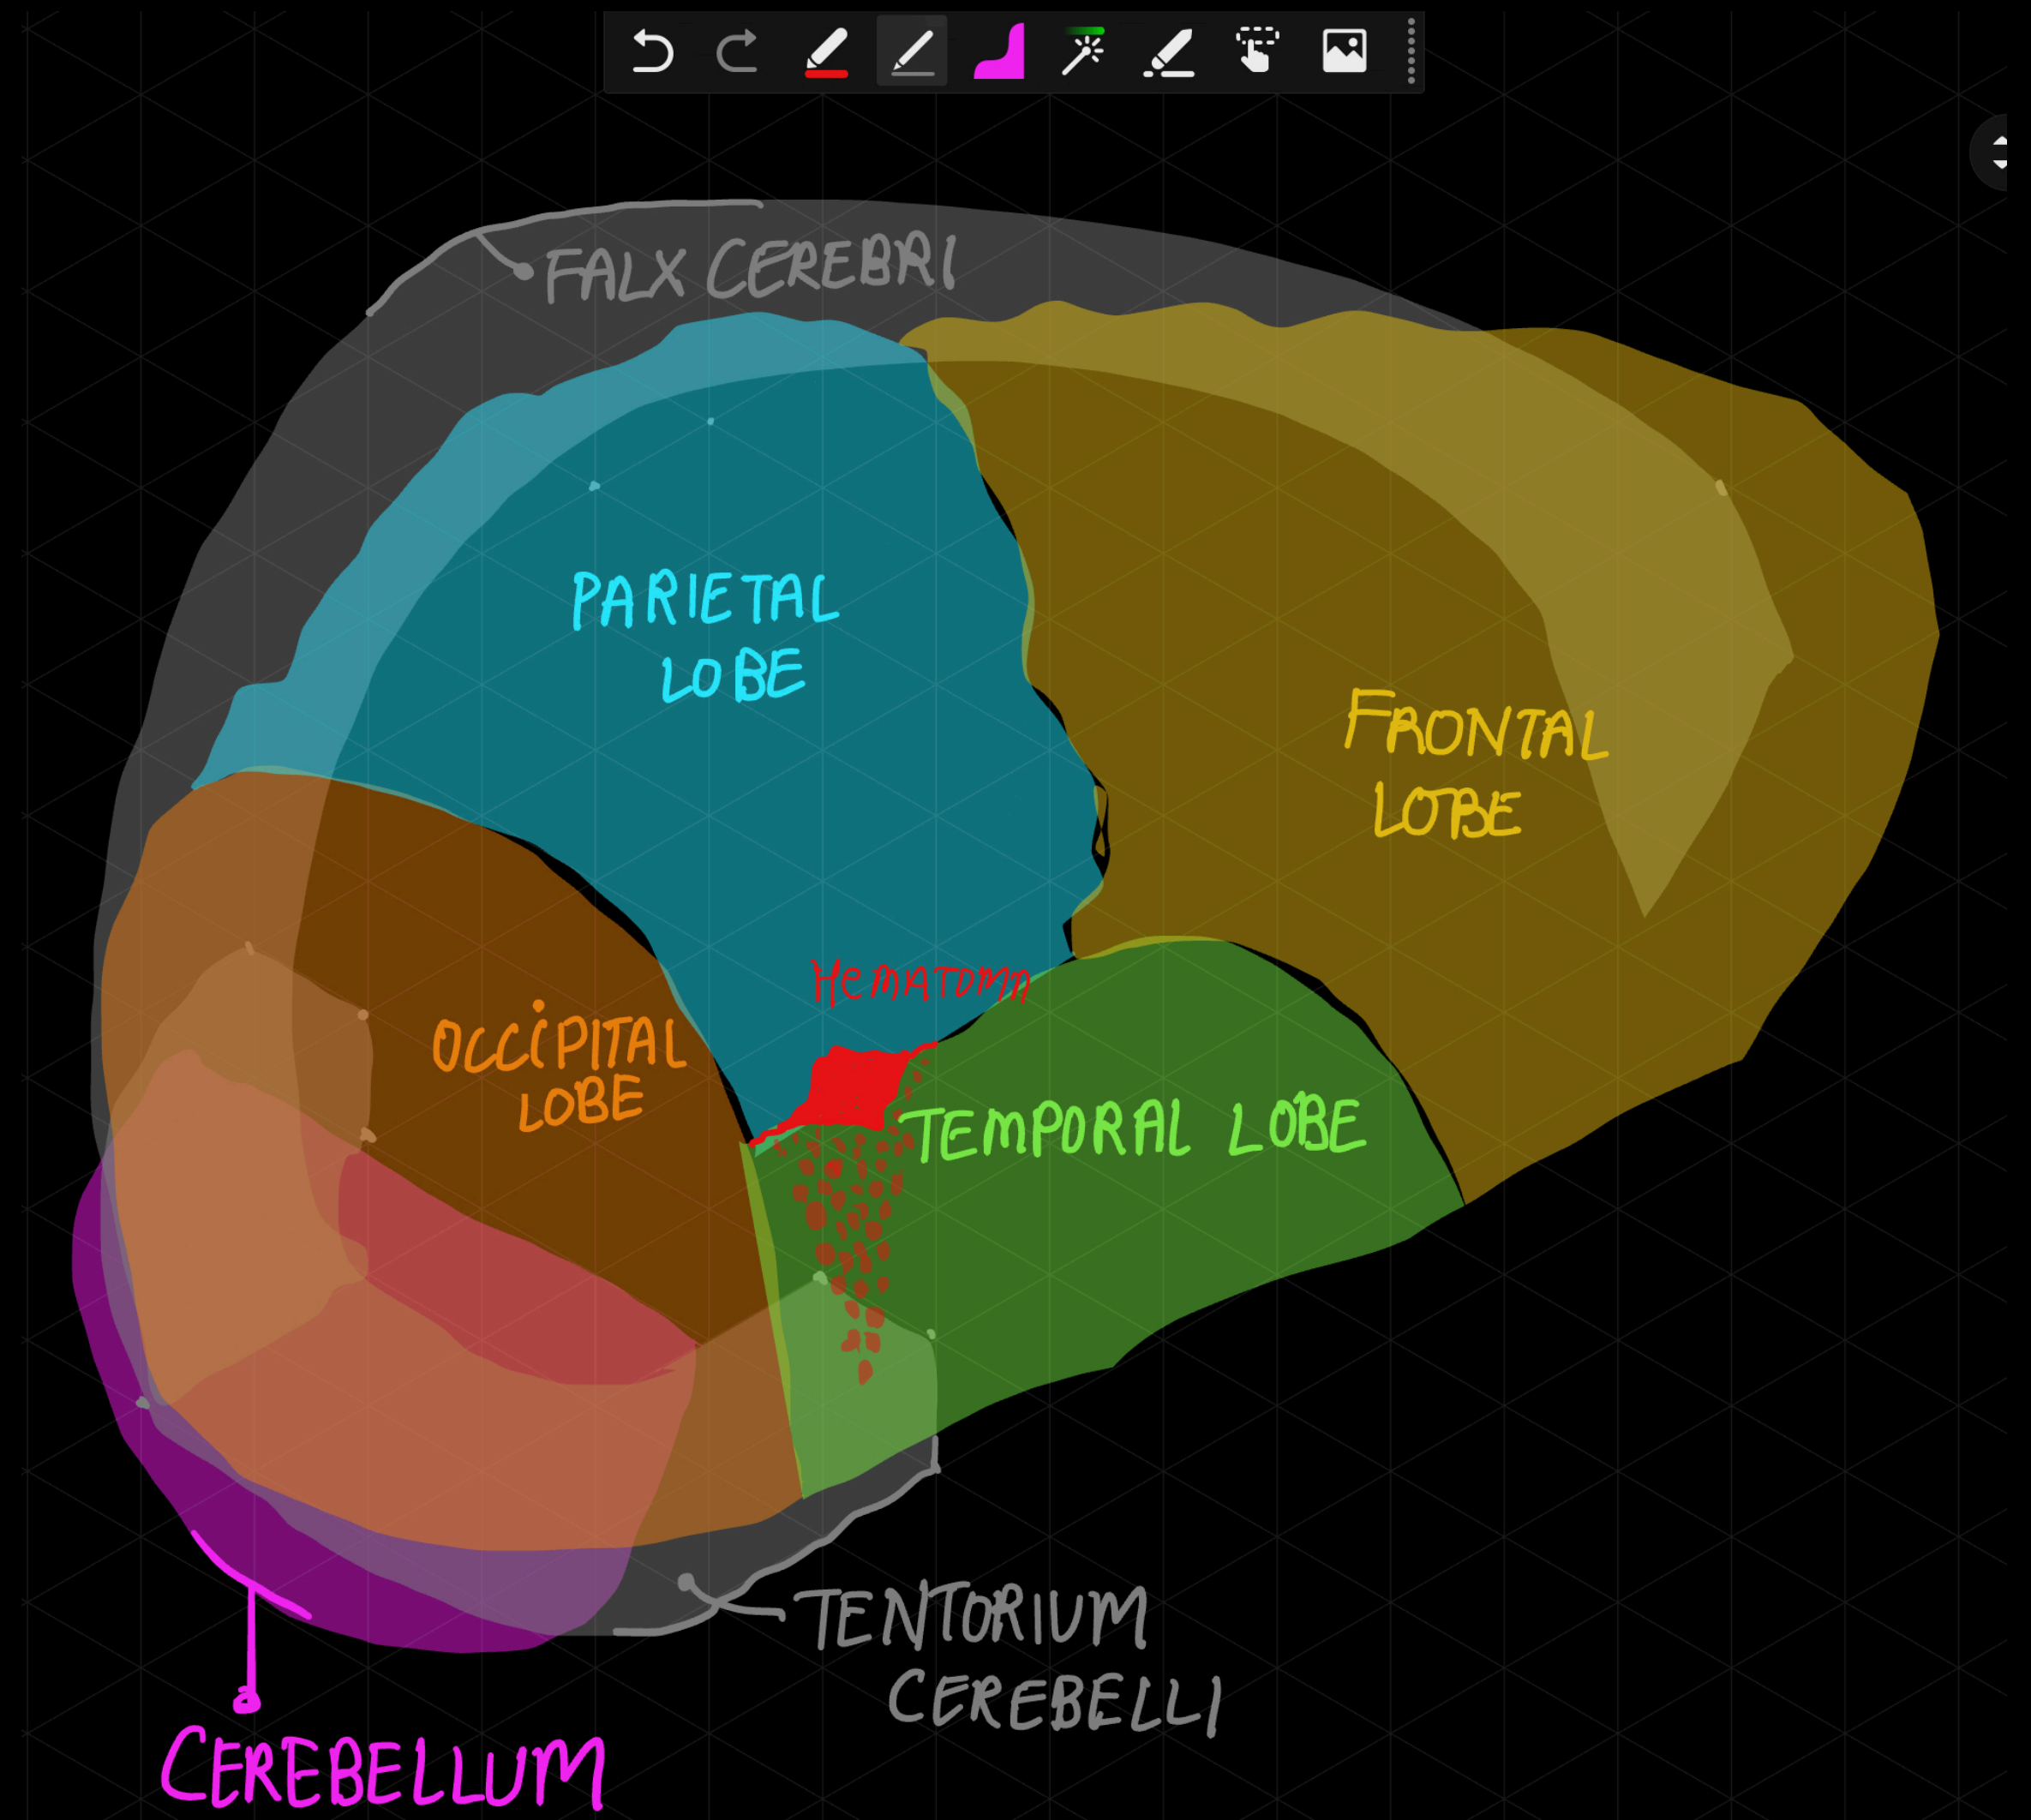 FALX CEREBRI
PARIETAL
LOBE
FRONTAL
LOBE
HEMATOMA
OCCIPITAL
LOBE
TEMPORAL LOBE
TENTORIUM
CEREBELLI
CEREBELLUM